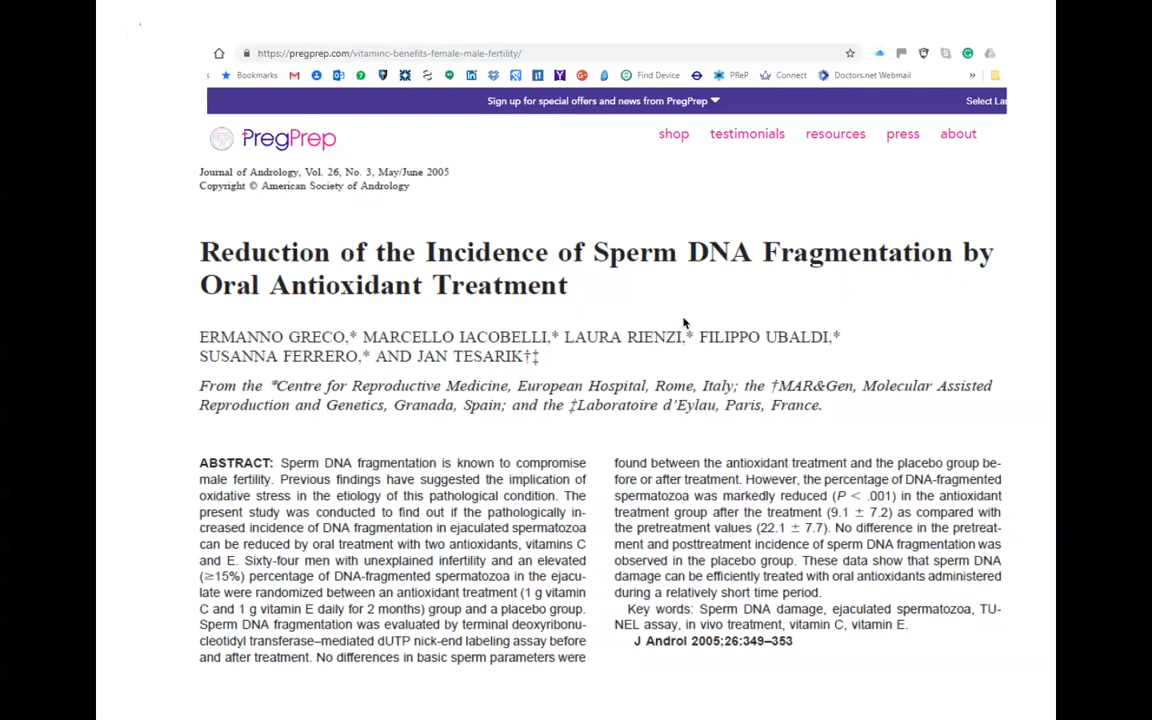 https://pregprep.com/vitaminc-benefits-female-male-fertility/
Bookmarks Find Device PReP Connect Doctors.net Webmail »
Sign up for special offers and news from PregPrep
Select Lan
PregPrep
shop testimonials resources press about
Journal of Andrology, Vol. 26, No. 3, May/June 2005
Copyright © American Society of Andrology
Reduction of the Incidence of Sperm DNA Fragmentation by
Oral Antioxidant Treatment
ERMANNO GRECO,* MARCELLO IACOBELLI,* LAURA RIENZI,* FILIPPO UBALDI,*
SUSANNA FERRERO,* AND JAN TESARIK†‡
From the *Centre for Reproductive Medicine, European Hospital, Rome, Italy; the †MAR&Gen, Molecular Assisted
Reproduction and Genetics, Granada, Spain; and the ‡Laboratoire d'Eylau, Paris, France.
ABSTRACT: Sperm DNA fragmentation is known to compromise
male fertility. Previous findings have suggested the implication of
oxidative stress in the etiology of this pathological condition. The
present study was conducted to find out if the pathologically in-
creased incidence of DNA fragmentation in ejaculated spermatozoa
can be reduced by oral treatment with two antioxidants, vitamins C
and E. Sixty-four men with unexplained infertility and an elevated
(≥15%) percentage of DNA-fragmented spermatozoa in the ejacu-
late were randomized between an antioxidant treatment (1 g vitamin
C and 1 g vitamin E daily for 2 months) group and a placebo group.
Sperm DNA fragmentation was evaluated by terminal deoxyribonu-
cleotidyl transferase–mediated dUTP nick-end labeling assay before
and after treatment. No differences in basic sperm parameters were
found between the antioxidant treatment and the placebo group be-
fore or after treatment. However, the percentage of DNA-fragmented
spermatozoa was markedly reduced (P < .001) in the antioxidant
treatment group after the treatment (9.1 ± 7.2) as compared with
the pretreatment values (22.1 ± 7.7). No difference in the pretreat-
ment and posttreatment incidence of sperm DNA fragmentation was
observed in the placebo group. These data show that sperm DNA
damage can be efficiently treated with oral antioxidants administered
during a relatively short time period.
Key words: Sperm DNA damage, ejaculated spermatozoa, TU-
NEL assay, in vivo treatment, vitamin C, vitamin E.
J Androl 2005;26:349–353